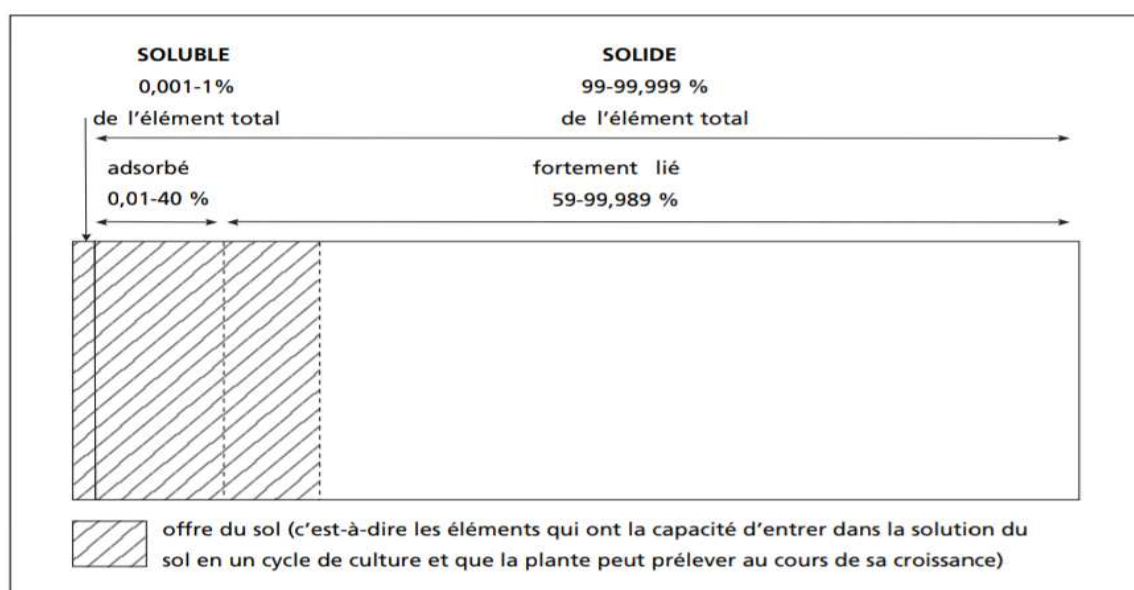 SOLUBLE
0,001-1%
de l'élément total
SOLIDE
99-99,999 %
de l'élément total
adsorbé
0,01-40 %
fortement lié
59-99,989 %
offre du sol (c'est-à-dire les éléments qui ont la capacité d'entrer dans la solution du
sol en un cycle de culture et que la plante peut prélever au cours de sa croissance)